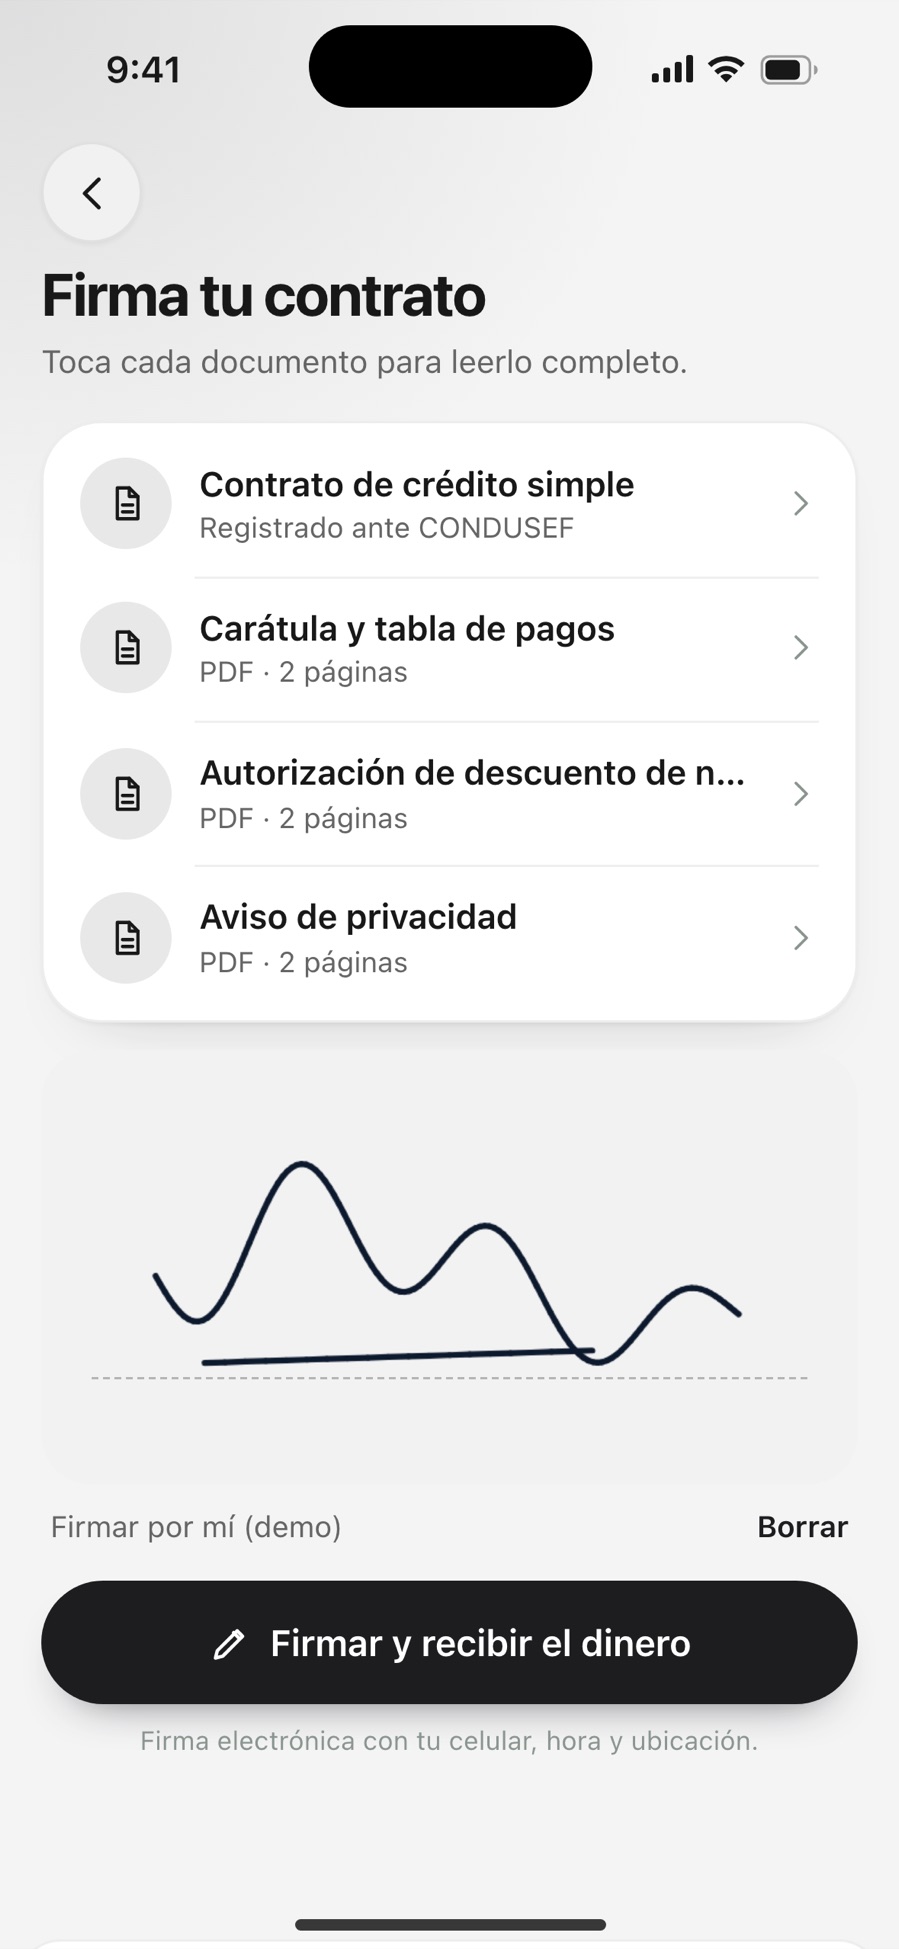 9:41
Firma tu contrato
Toca cada documento para leerlo completo.
Contrato de crédito simple
Registrado ante CONDUSEF
Carátula y tabla de pagos
PDF · 2 páginas
Autorización de descuento de n...
PDF · 2 páginas
Aviso de privacidad
PDF · 2 páginas
Firmar por mí (demo)
Borrar
Firmar y recibir el dinero
Firma electrónica con tu celular, hora y ubicación.